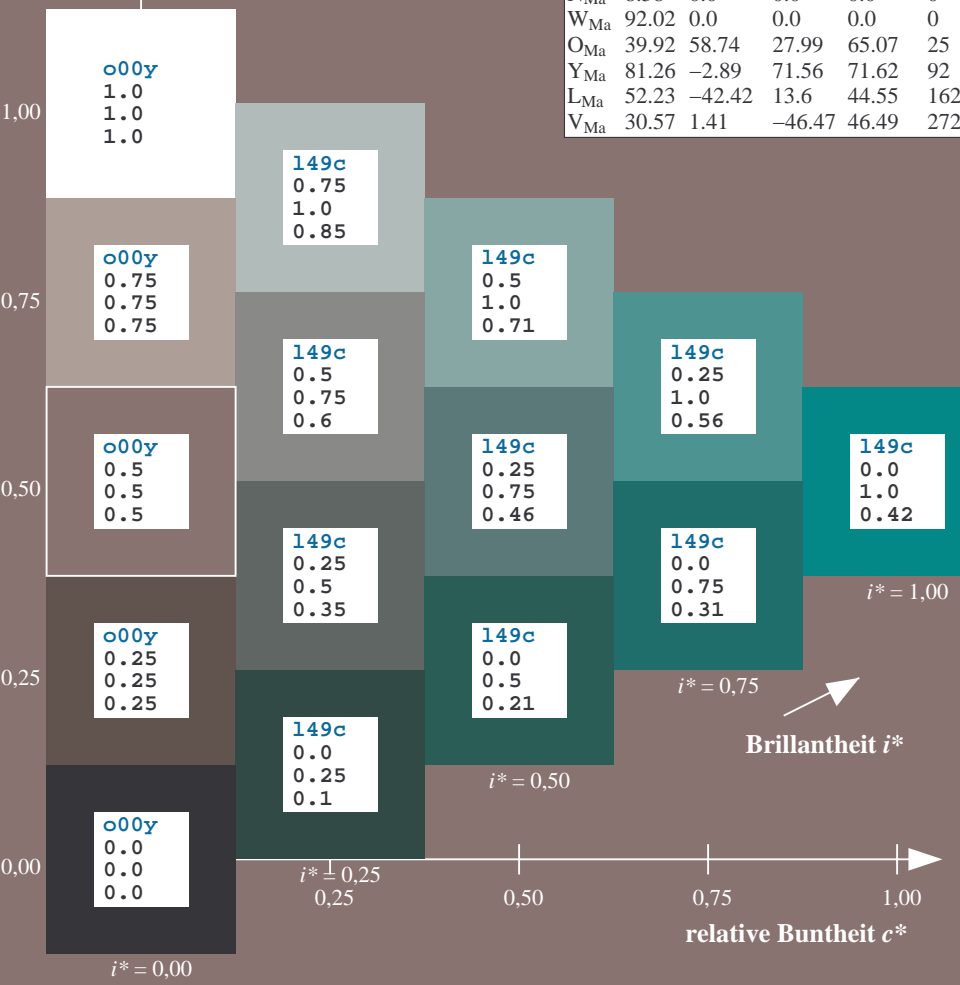 W_Ma 92.02 0.0 0.0 0.0 0
O_Ma 39.92 58.74 27.99 65.07 25
Y_Ma 81.26 –2.89 71.56 71.62 92
L_Ma 52.23 –42.42 13.6 44.55 162
V_Ma 30.57 1.41 –46.47 46.49 272
1,00
o00y
1.0
1.0
1.0
l49c
0.75
1.0
0.85
0,75
o00y
0.75
0.75
0.75
l49c
0.5
1.0
0.71
l49c
0.5
0.75
0.6
l49c
0.25
1.0
0.56
0,50
o00y
0.5
0.5
0.5
l49c
0.25
0.75
0.46
l49c
0.0
1.0
0.42
i* = 1,00
l49c
0.25
0.5
0.35
l49c
0.0
0.75
0.31
i* = 0,75
0,25
o00y
0.25
0.25
0.25
l49c
0.0
0.5
0.21
i* = 0,50
Brillantheit i*
l49c
0.0
0.25
0.1
i* = 0,25
0,00
o00y
0.0
0.0
0.0
i* = 0,00
0,25 0,50 0,75 1,00
relative Buntheit c*